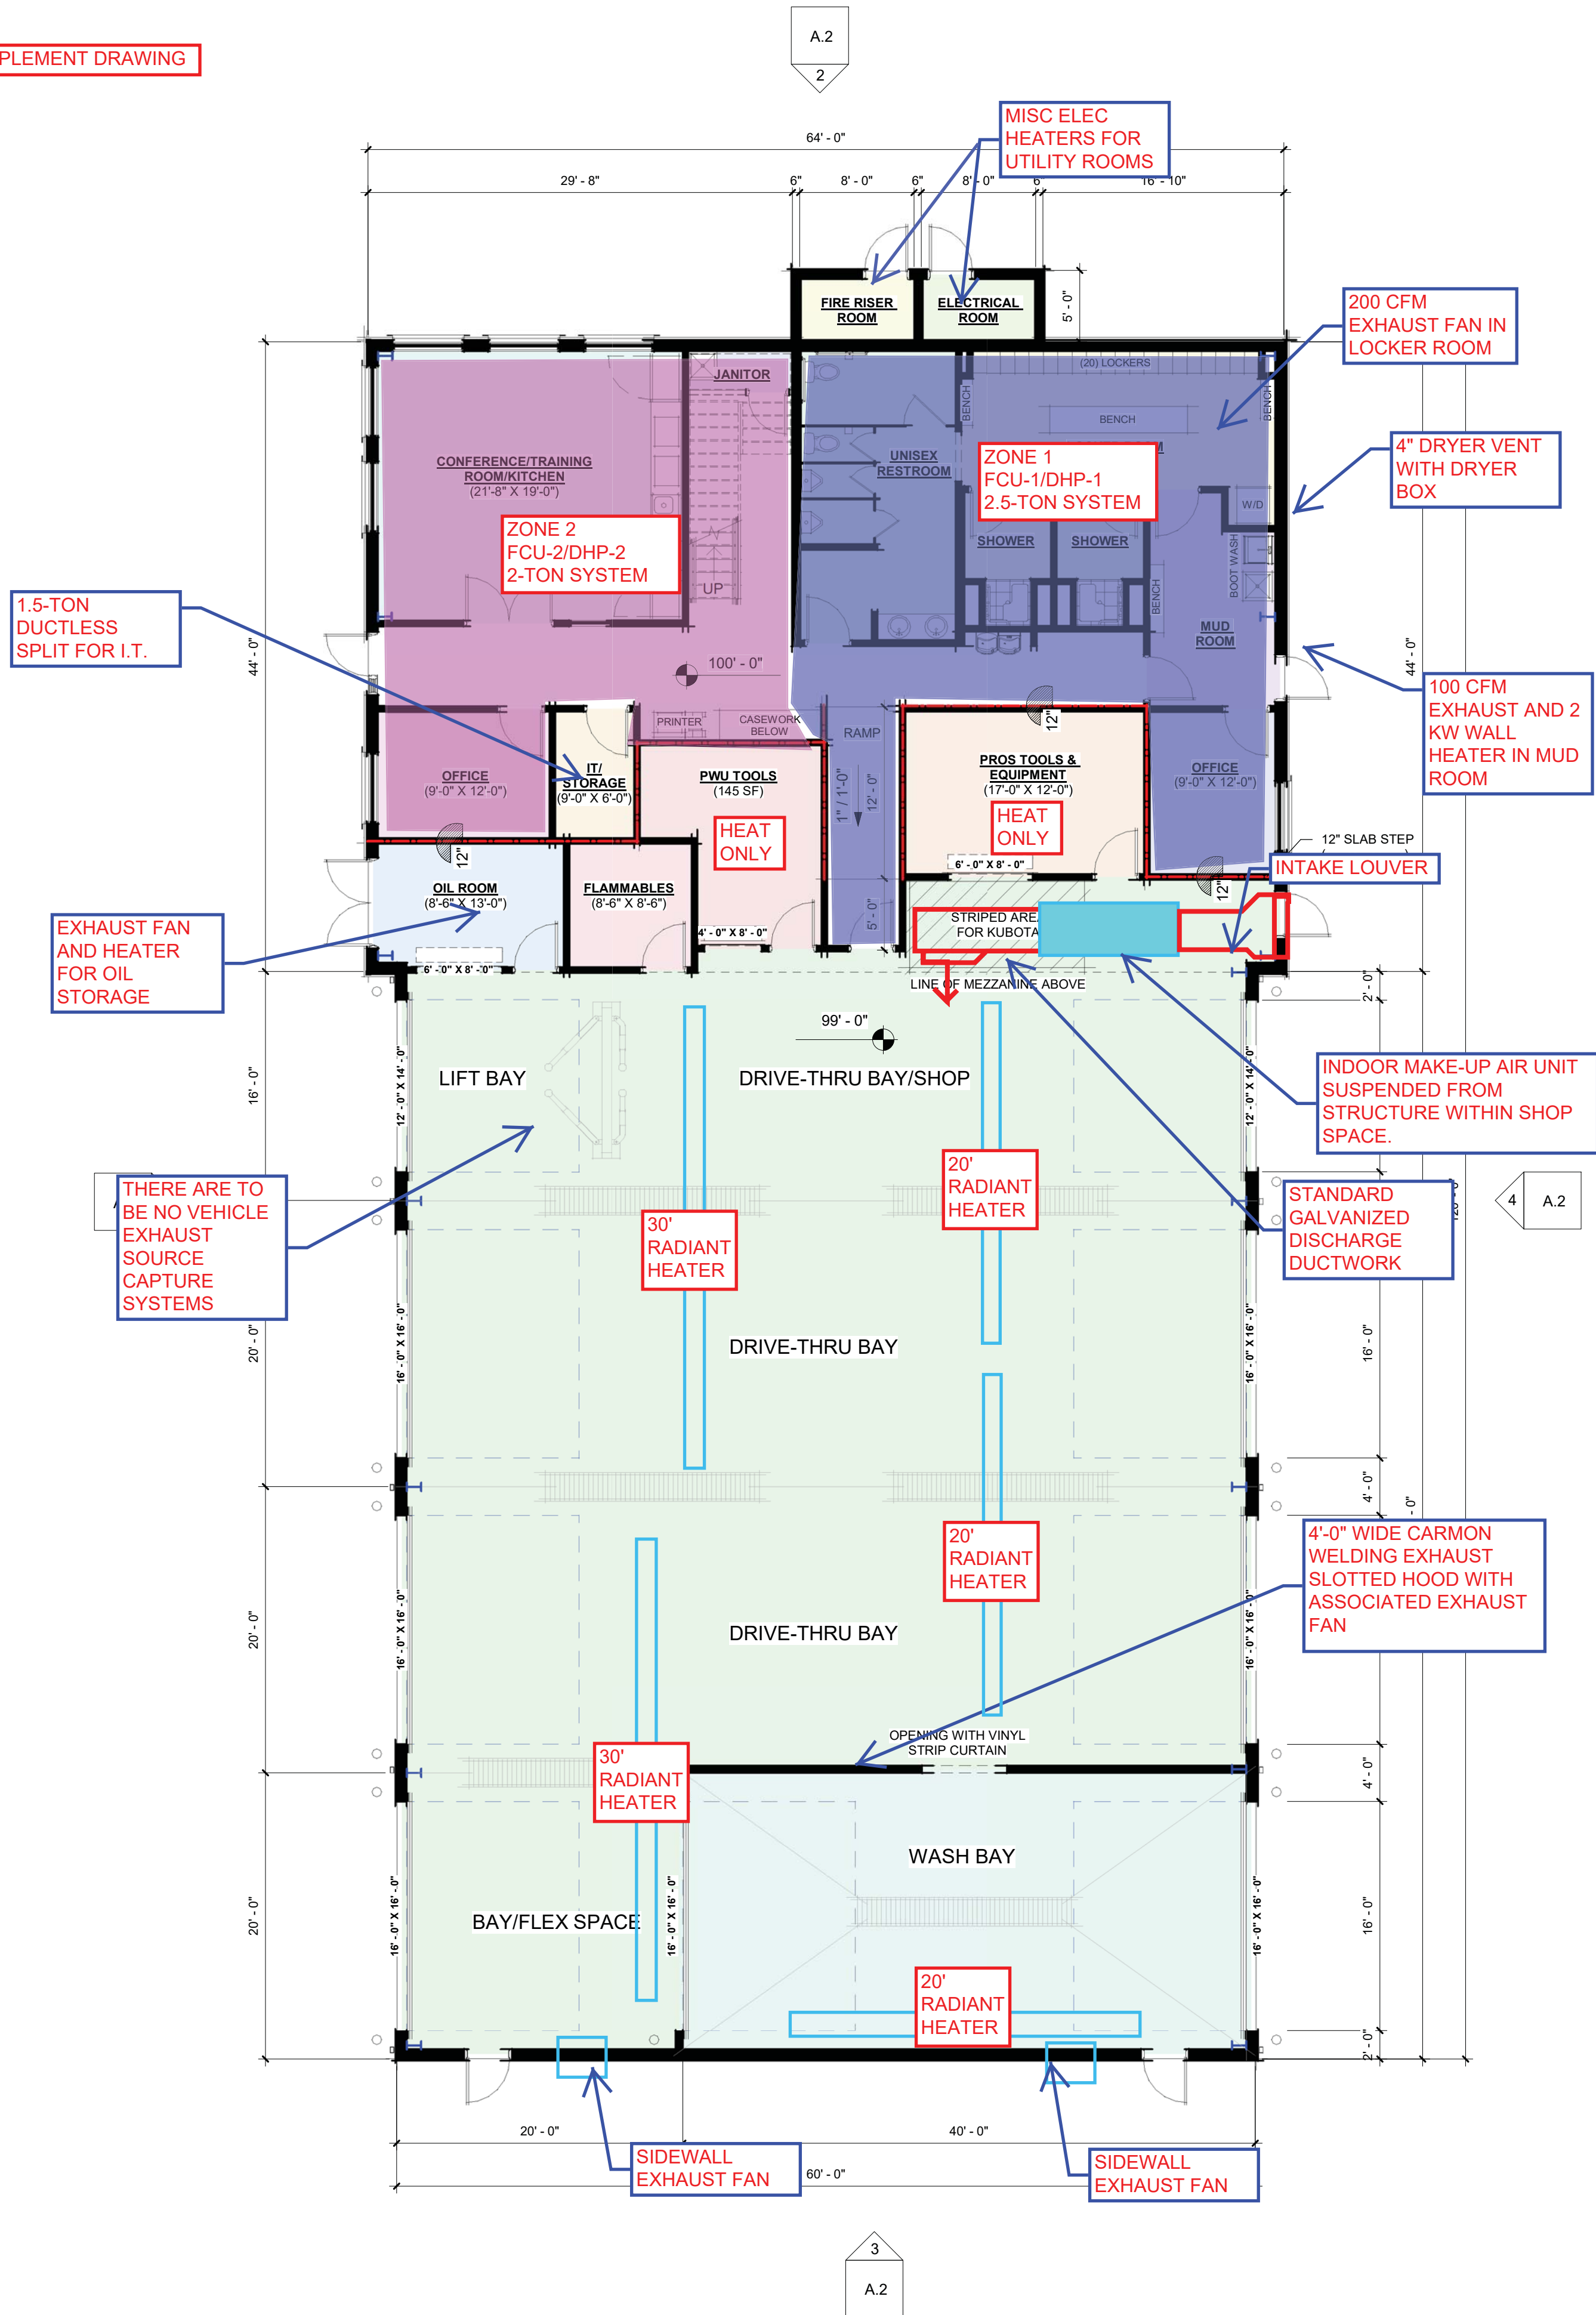 PLEMENT DRAWING
A.2
2
MISC ELEC
HEATERS FOR
UTILITY ROOMS
64' - 0"
29' - 8"
6"
8' - 0"
6"
8' - 0"
6"
16' - 10"
FIRE RISER
ROOM
ELECTRICAL
ROOM
5' - 0"
200 CFM
EXHAUST FAN IN
LOCKER ROOM
JANITOR
(20) LOCKERS
BENCH
BENCH
BENCH
CONFERENCE/TRAINING
ROOM/KITCHEN
(21'-8" X 19'-0")
UNISEX
RESTROOM
ZONE 1
FCU-1/DHP-1
2.5-TON SYSTEM
M
4" DRYER VENT
WITH DRYER
BOX
W/D
ZONE 2
FCU-2/DHP-2
2-TON SYSTEM
SHOWER
SHOWER
BOOT WASH
BENCH
UP
1.5-TON
DUCTLESS
SPLIT FOR I.T.
MUD
ROOM
44' - 0"
44' - 0"
100' - 0"
100 CFM
EXHAUST AND 2
KW WALL
HEATER IN MUD
ROOM
PRINTER
CASEWORK
BELOW
RAMP
12"
OFFICE
(9'-0" X 12'-0")
IT/
STORAGE
(9'-0" X 6'-0")
PWU TOOLS
(145 SF)
1" / 1'-0"
12' - 0"
PROS TOOLS &
EQUIPMENT
(17'-0" X 12'-0")
OFFICE
(9'-0" X 12'-0")
HEAT
ONLY
HEAT
ONLY
12" SLAB STEP
12"
6' - 0" X 8' - 0"
INTAKE LOUVER
OIL ROOM
(8'-6" X 13'-0")
FLAMMABLES
(8'-6" X 8'-6")
12"
EXHAUST FAN
AND HEATER
FOR OIL
STORAGE
4' - 0" X 8' - 0"
5' - 0"
STRIPED ARE
FOR KUBOTA
6' - 0" X 8' - 0"
LINE OF MEZZANINE ABOVE
2' - 0"
99' - 0"
LIFT BAY
DRIVE-THRU BAY/SHOP
12' - 0" X 14' - 0"
12' - 0" X 14' - 0"
16' - 0"
INDOOR MAKE-UP AIR UNIT
SUSPENDED FROM
STRUCTURE WITHIN SHOP
SPACE.
20'
RADIANT
HEATER
THERE ARE TO
BE NO VEHICLE
EXHAUST
SOURCE
CAPTURE
SYSTEMS
STANDARD
GALVANIZED
DISCHARGE
DUCTWORK
4
A.2
30'
RADIANT
HEATER
20' - 0"
16' - 0" X 16' - 0"
DRIVE-THRU BAY
16' - 0" X 16' - 0"
16' - 0"
4' - 0"
- 0"
20'
RADIANT
HEATER
4'-0" WIDE CARMON
WELDING EXHAUST
SLOTTED HOOD WITH
ASSOCIATED EXHAUST
FAN
20' - 0"
16' - 0" X 16' - 0"
DRIVE-THRU BAY
16' - 0" X 16' - 0"
OPENING WITH VINYL
STRIP CURTAIN
30'
RADIANT
HEATER
4' - 0"
WASH BAY
20' - 0"
16' - 0" X 16' - 0"
BAY/FLEX SPACE
16' - 0" X 16' - 0"
16' - 0" X 16' - 0"
16' - 0"
20'
RADIANT
HEATER
2' - 0"
20' - 0"
40' - 0"
SIDEWALL
EXHAUST FAN
60' - 0"
SIDEWALL
EXHAUST FAN
3
A.2